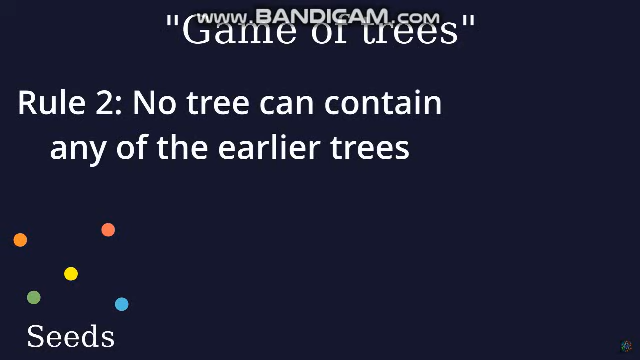 www.BANDICAM.com
"Game of trees"
Rule 2: No tree can contain
any of the earlier trees
Seeds